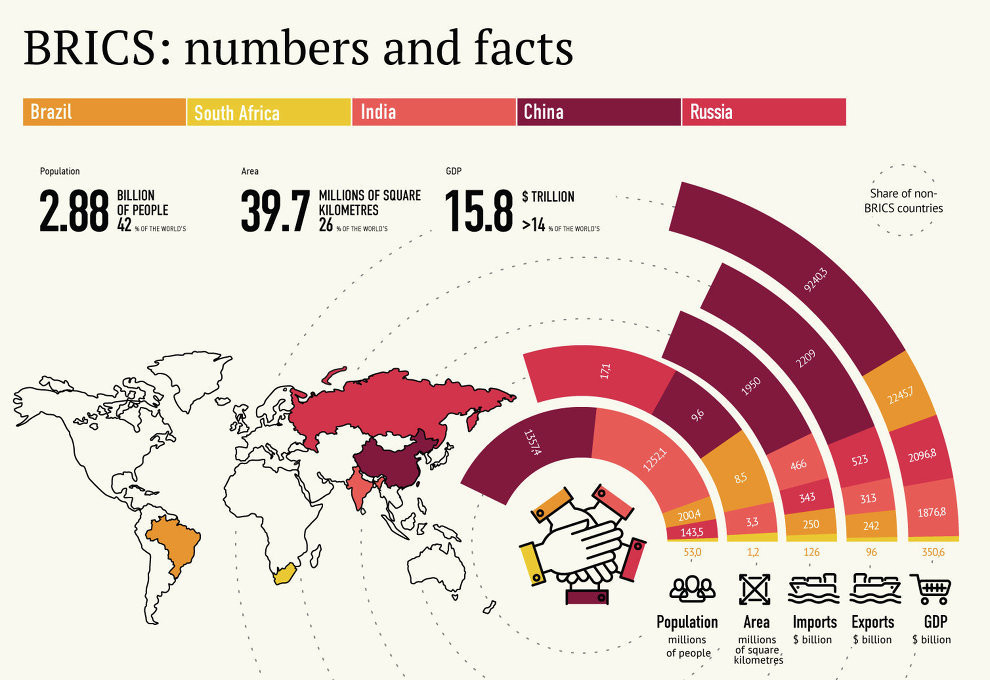 BRICS: numbers and facts
Brazil
South Africa
India
China
Russia
Population
2.88 BILLION
OF PEOPLE
42 % OF THE WORLD'S
Area
39.7 MILLIONS OF SQUARE
KILOMETRES
26 % OF THE WORLD'S
GDP
15.8 $ TRILLION
>14 % OF THE WORLD'S
Share of non-
BRICS countries
1357,4
1252,1
200,4
143,5
53,0
17,1
9,6
8,5
3,3
1,2
1950
466
343
250
126
2209
523
313
242
96
9240,3
2245,7
2096,8
1876,8
350,6
Population
millions
of people
Area
millions
of square
kilometres
Imports
$ billion
Exports
$ billion
GDP
$ billion